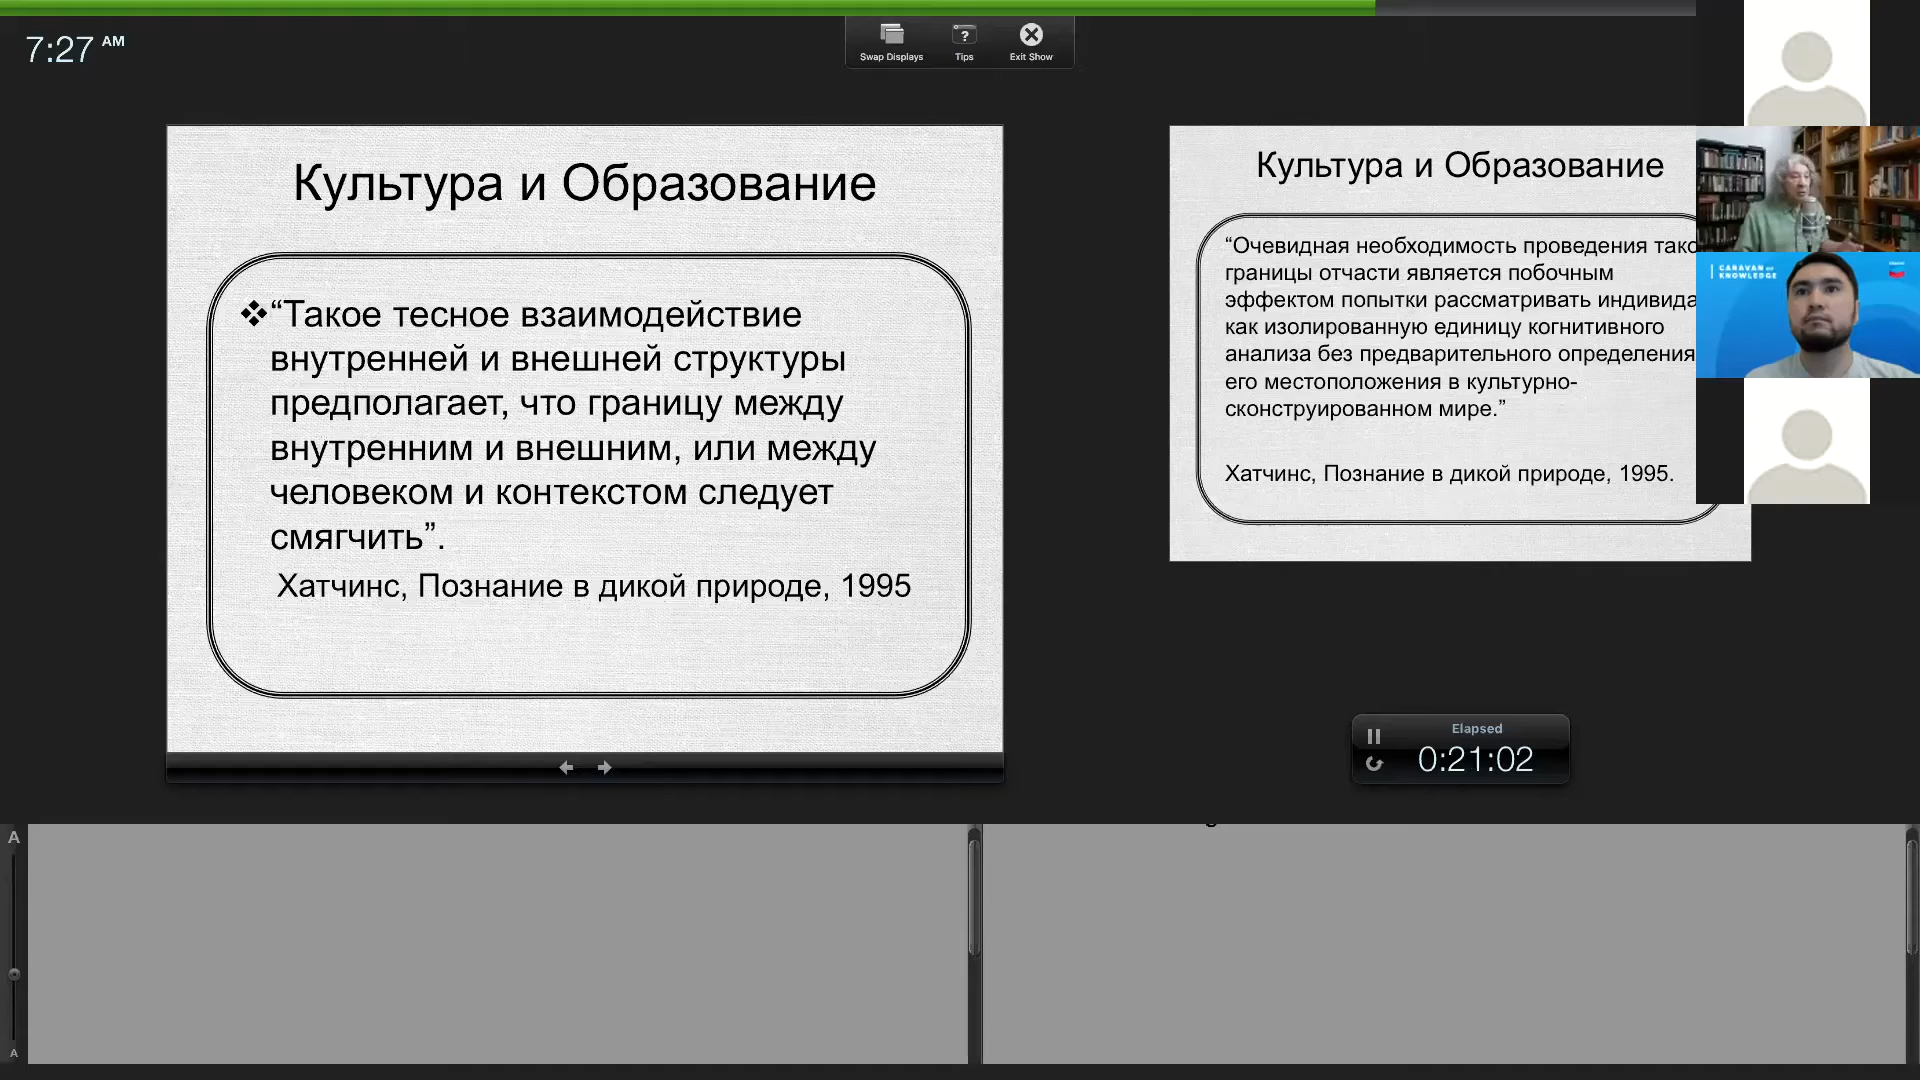 7:27 AM
Swap Displays
Tips
Exit Show
Культура и Образование
❖“Такое тесное взаимодействие
внутренней и внешней структуры
предполагает, что границу между
внутренним и внешним, или между
человеком и контекстом следует
смягчить”.
Хатчинс, Познание в дикой природе, 1995
Культура и Образование
“Очевидная необходимость проведения
границы отчасти является побочным
эффектом попытки рассматривать индивида
как изолированную единицу когнитивного
анализа без предварительного определения
его местоположения в культурно-
сконструированном мире.”
Хатчинс, Познание в дикой природе, 1995.
CARAVAN OF
KNOWLEDGE
Elapsed
0:21:02
A
A